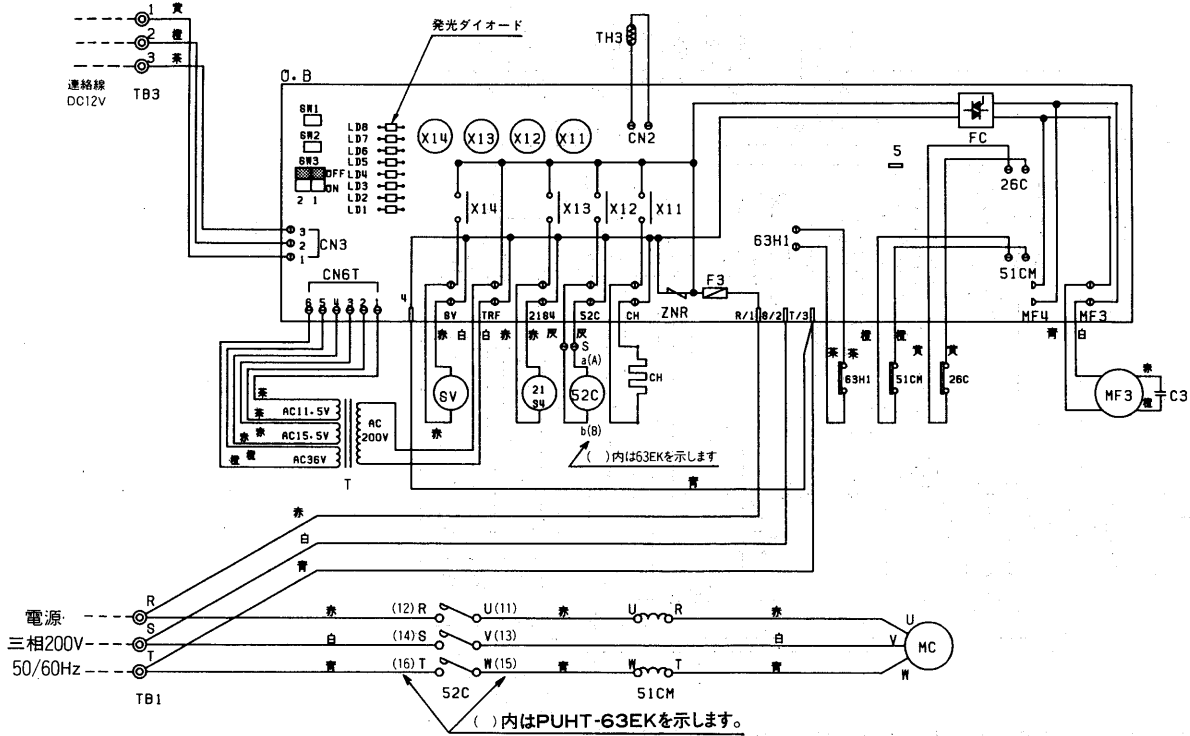 1 黄
2 橙
3 茶
連絡線
DC12V
TB3
発光ダイオード
TH3
O.B
SW1
SW2
SW3
OFF
ON
2 1
LD8
LD7
LD6
LD5
LD4
LD3
LD2
LD1
X14 X13 X12 X11
CN2
FC
5
26C
X14 X13 X12 X11
63H1
51CM
3
2
1
CN3
CN6T
6 5 4 3 2 1
4
SV TRF 21S4 52C CH
ZNR
F3
R/1 S/2 T/3
MF4 MF3
赤 白 白 赤 赤 灰 灰
S
a(A)
SV
21
S4
52C
CH
b(B)
赤
( )内は63EKを示します
茶 茶 橙 橙 黄 黄
63H1 51CM 26C
青 白
MF3
赤
橙
C3
茶
茶
赤
赤
橙
橙
AC11.5V
AC15.5V
AC36V
AC
200V
T
青
赤
白
青
電源
三相200V
50/60Hz
R
S
T
TB1
赤 (12) R U(11) 赤 U R 赤 U
白 (14) S V(13) 白 V
青 (16) T W(15) 青 W T 青 W
52C
51CM
MC
( )内はPUHT-63EKを示します。